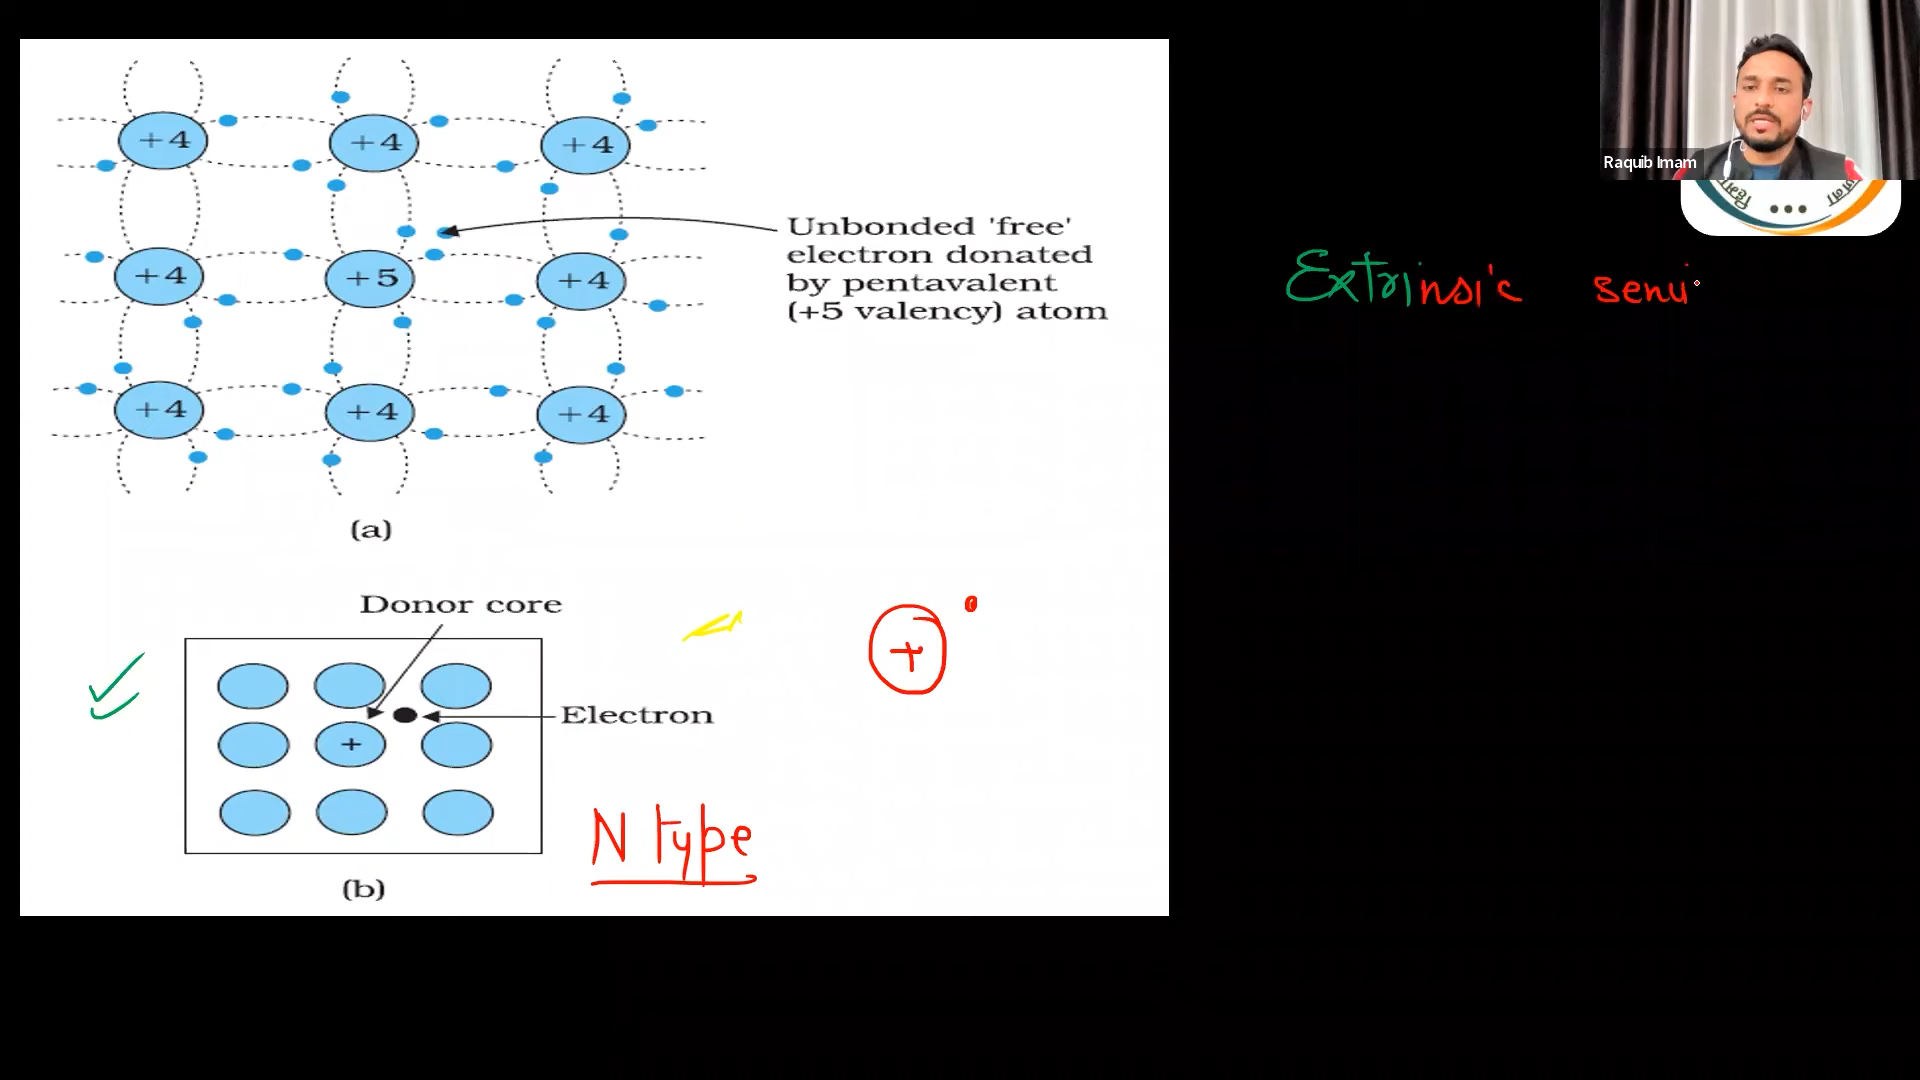 +4 +4 +4
Unbonded 'free'
electron donated
by pentavalent
(+5 valency) atom
+4 +5 +4
+4 +4 +4
(a)
Donor core
+
Electron
N type
(b)
+
Raquib Imam
Extrinsic semi